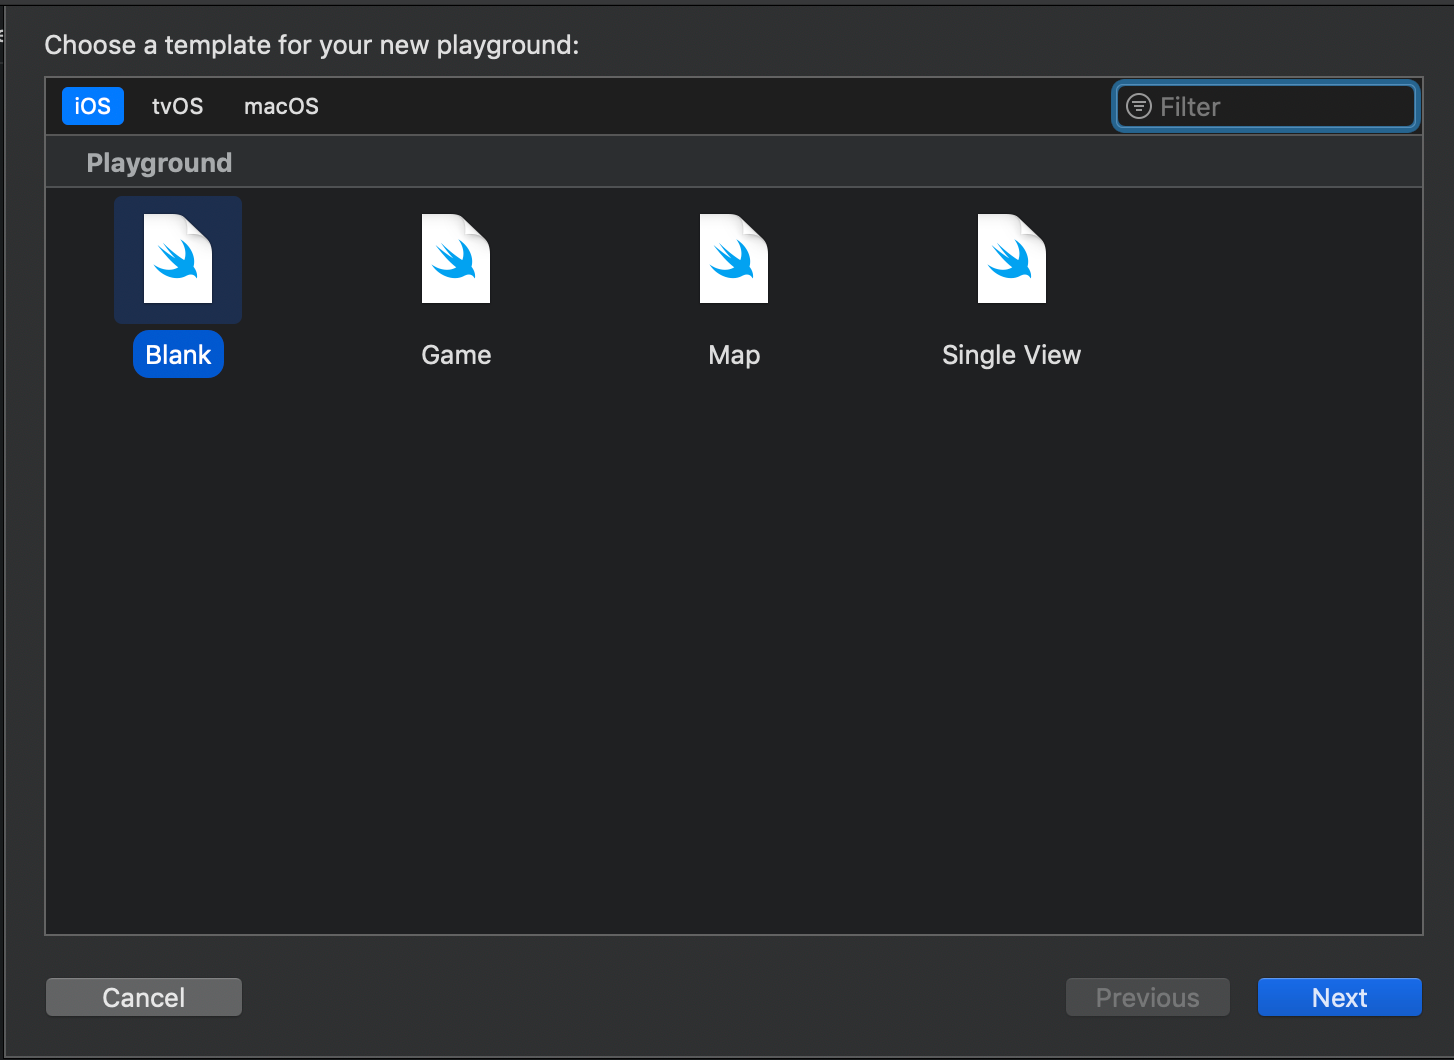 Choose a template for your new playground:
iOS tvOS macOS Filter
Playground
Blank Game Map Single View
Cancel Previous Next